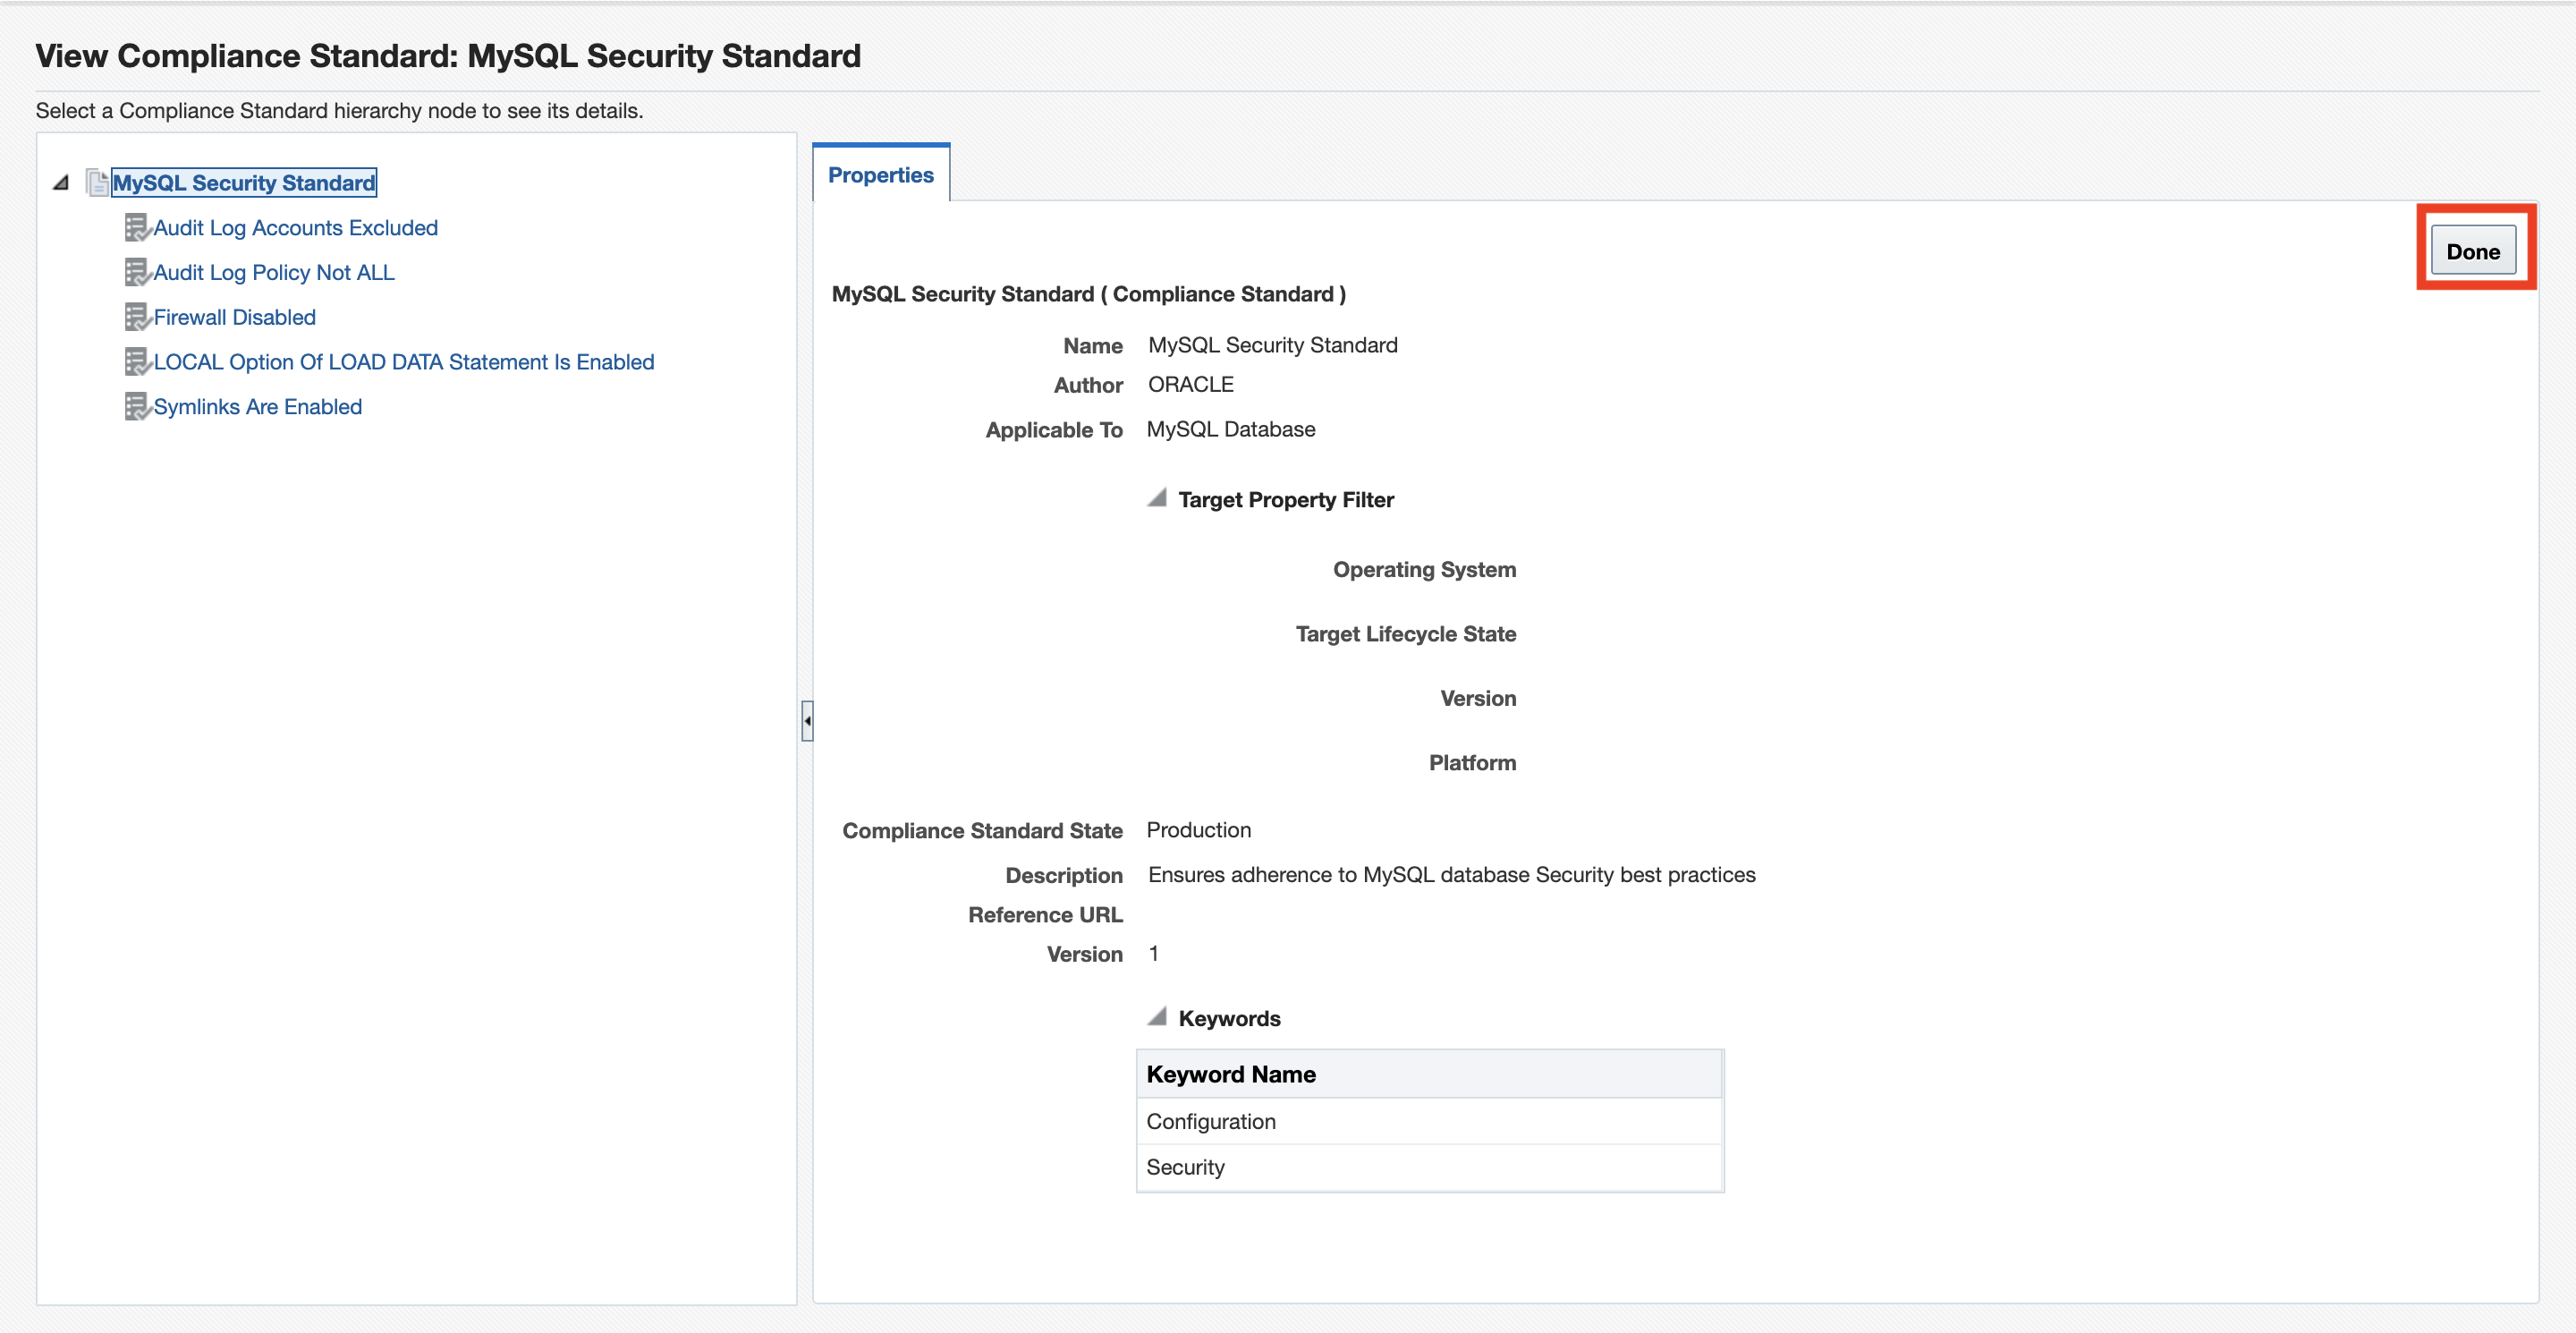 View Compliance Standard: MySQL Security Standard
Select a Compliance Standard hierarchy node to see its details.
MySQL Security Standard
Audit Log Accounts Excluded
Audit Log Policy Not ALL
Firewall Disabled
LOCAL Option Of LOAD DATA Statement Is Enabled
Symlinks Are Enabled
Properties
Done
MySQL Security Standard ( Compliance Standard )
Name MySQL Security Standard
Author ORACLE
Applicable To MySQL Database
Target Property Filter
Operating System
Target Lifecycle State
Version
Platform
Compliance Standard State Production
Description Ensures adherence to MySQL database Security best practices
Reference URL
Version 1
Keywords
Keyword Name
Configuration
Security